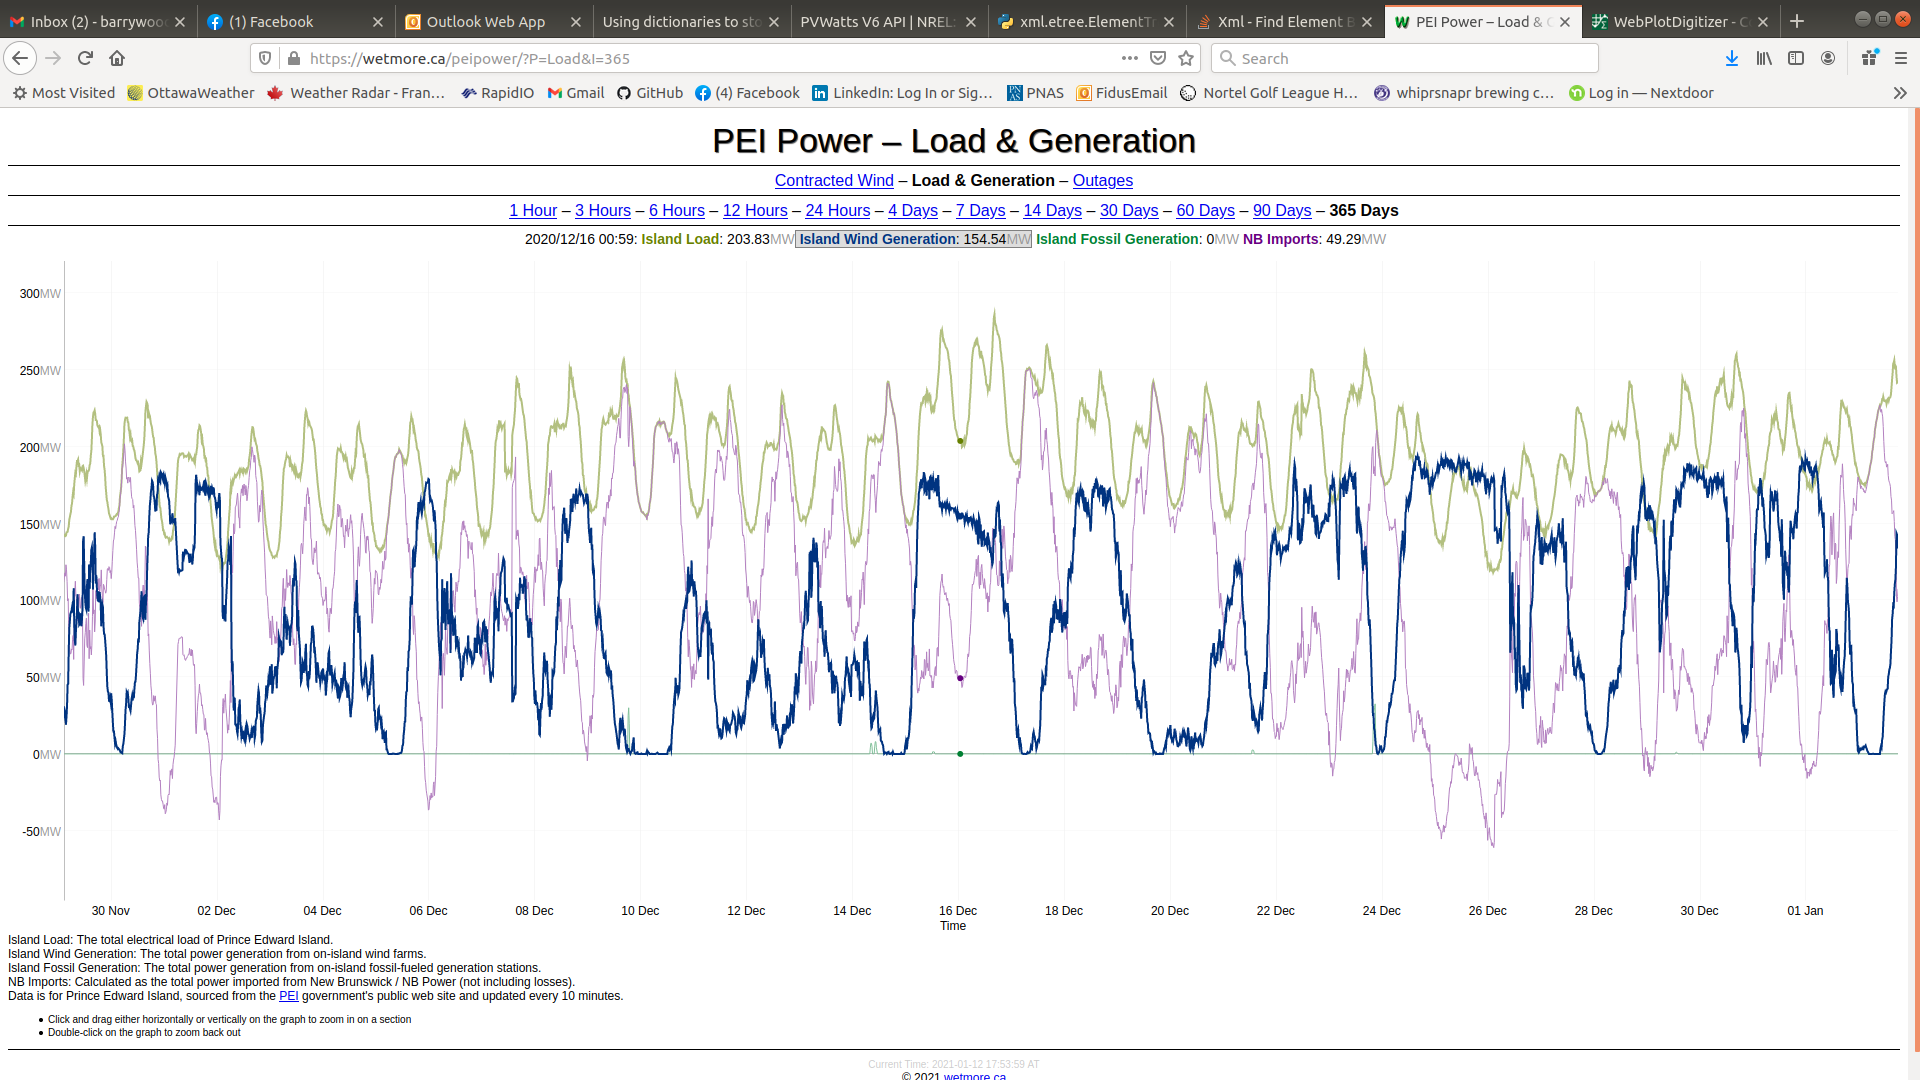 Inbox (2) - barrywoo
(1) Facebook
Outlook Web App
Using dictionaries to sto
PVWatts V6 API | NREL:
xml.etree.ElementTr
Xml - Find Element B
PEI Power – Load & G
WebPlotDigitizer - Co
https://wetmore.ca/peipower/?P=Load&I=365
Search
Most Visited
OttawaWeather
Weather Radar - Fran…
RapidIO
Gmail
GitHub
(4) Facebook
LinkedIn: Log In or Sig…
PNAS
FidusEmail
Nortel Golf League H…
whiprsnapr brewing c…
Log in — Nextdoor
PEI Power – Load & Generation
Contracted Wind – Load & Generation – Outages
1 Hour – 3 Hours – 6 Hours – 12 Hours – 24 Hours – 4 Days – 7 Days – 14 Days – 30 Days – 60 Days – 90 Days – 365 Days
2020/12/16 00:59: Island Load: 203.83MW Island Wind Generation: 154.54MW Island Fossil Generation: 0MW NB Imports: 49.29MW
300MW
250MW
200MW
150MW
100MW
50MW
0MW
-50MW
30 Nov
02 Dec
04 Dec
06 Dec
08 Dec
10 Dec
12 Dec
14 Dec
16 Dec
18 Dec
20 Dec
22 Dec
24 Dec
26 Dec
28 Dec
30 Dec
01 Jan
Time
Island Load: The total electrical load of Prince Edward Island.
Island Wind Generation: The total power generation from on-island wind farms.
Island Fossil Generation: The total power generation from on-island fossil-fueled generation stations.
NB Imports: Calculated as the total power imported from New Brunswick / NB Power (not including losses).
Data is for Prince Edward Island, sourced from the PEI government's public web site and updated every 10 minutes.
Click and drag either horizontally or vertically on the graph to zoom in on a section
Double-click on the graph to zoom back out
Current Time: 2021-01-12 17:53:59 AT
© 2021 wetmore.ca